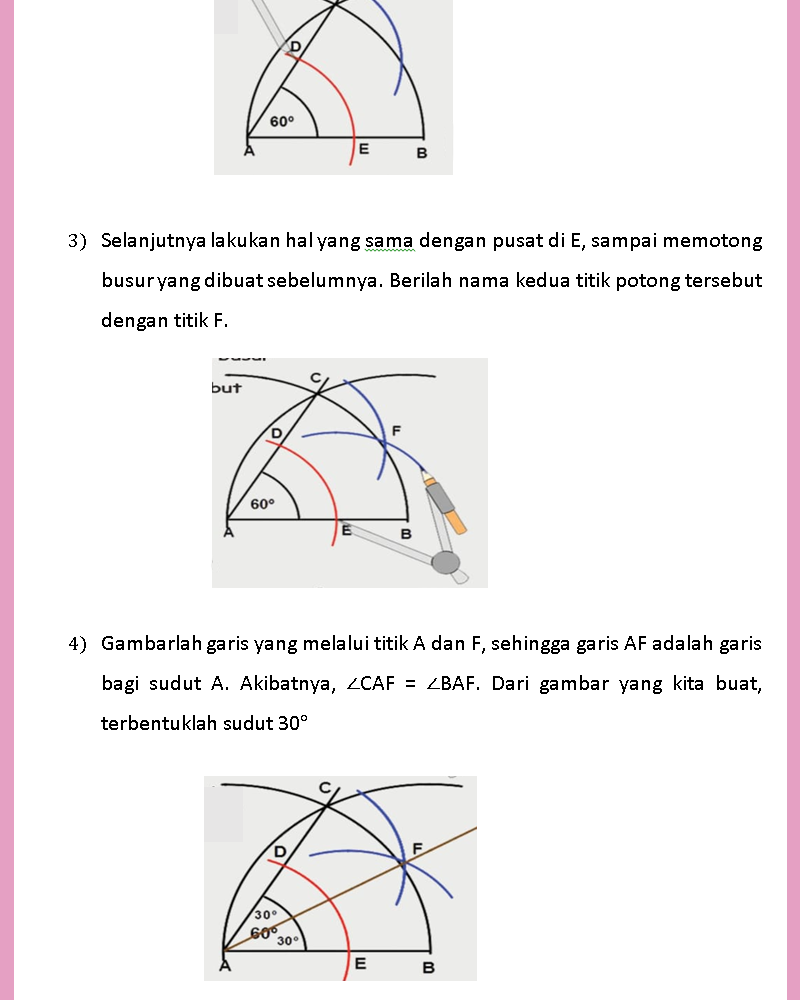 D
60°
A
E
B
3) Selanjutnya lakukan hal yang sama dengan pusat di E, sampai memotong
busur yang dibuat sebelumnya. Berilah nama kedua titik potong tersebut
dengan titik F.
but
C
D
F
60°
A
E
B
4) Gambarlah garis yang melalui titik A dan F, sehingga garis AF adalah garis
bagi sudut A. Akibatnya, ∠CAF = ∠BAF. Dari gambar yang kita buat,
terbentuklah sudut 30°
C
D
F
30°
60°
30°
A
E
B